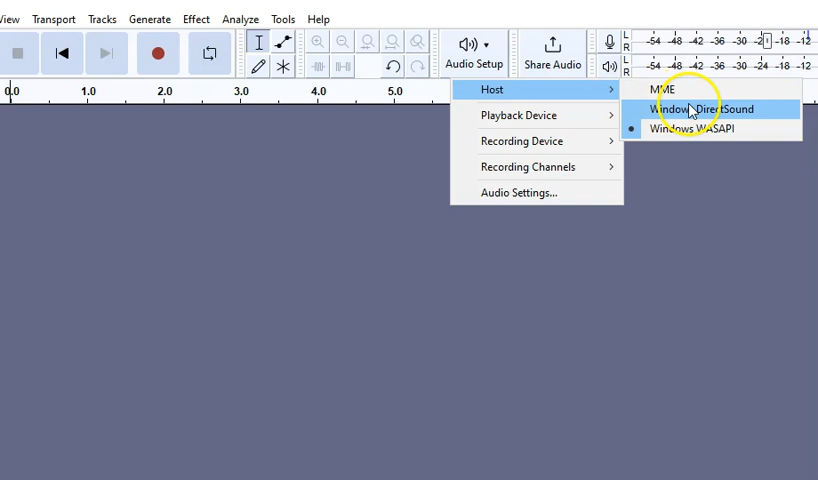 View Transport Tracks Generate Effect Analyze Tools Help
Audio Setup
Share Audio
L
R
-54 -48 -42 -36 -30 -24 -18 -12
L
R
-54 -48 -42 -36 -30 -24 -18 -12
0.0 1.0 2.0 3.0 4.0 5.0
Host
Playback Device
Recording Device
Recording Channels
Audio Settings...
MME
Windows DirectSound
Windows WASAPI